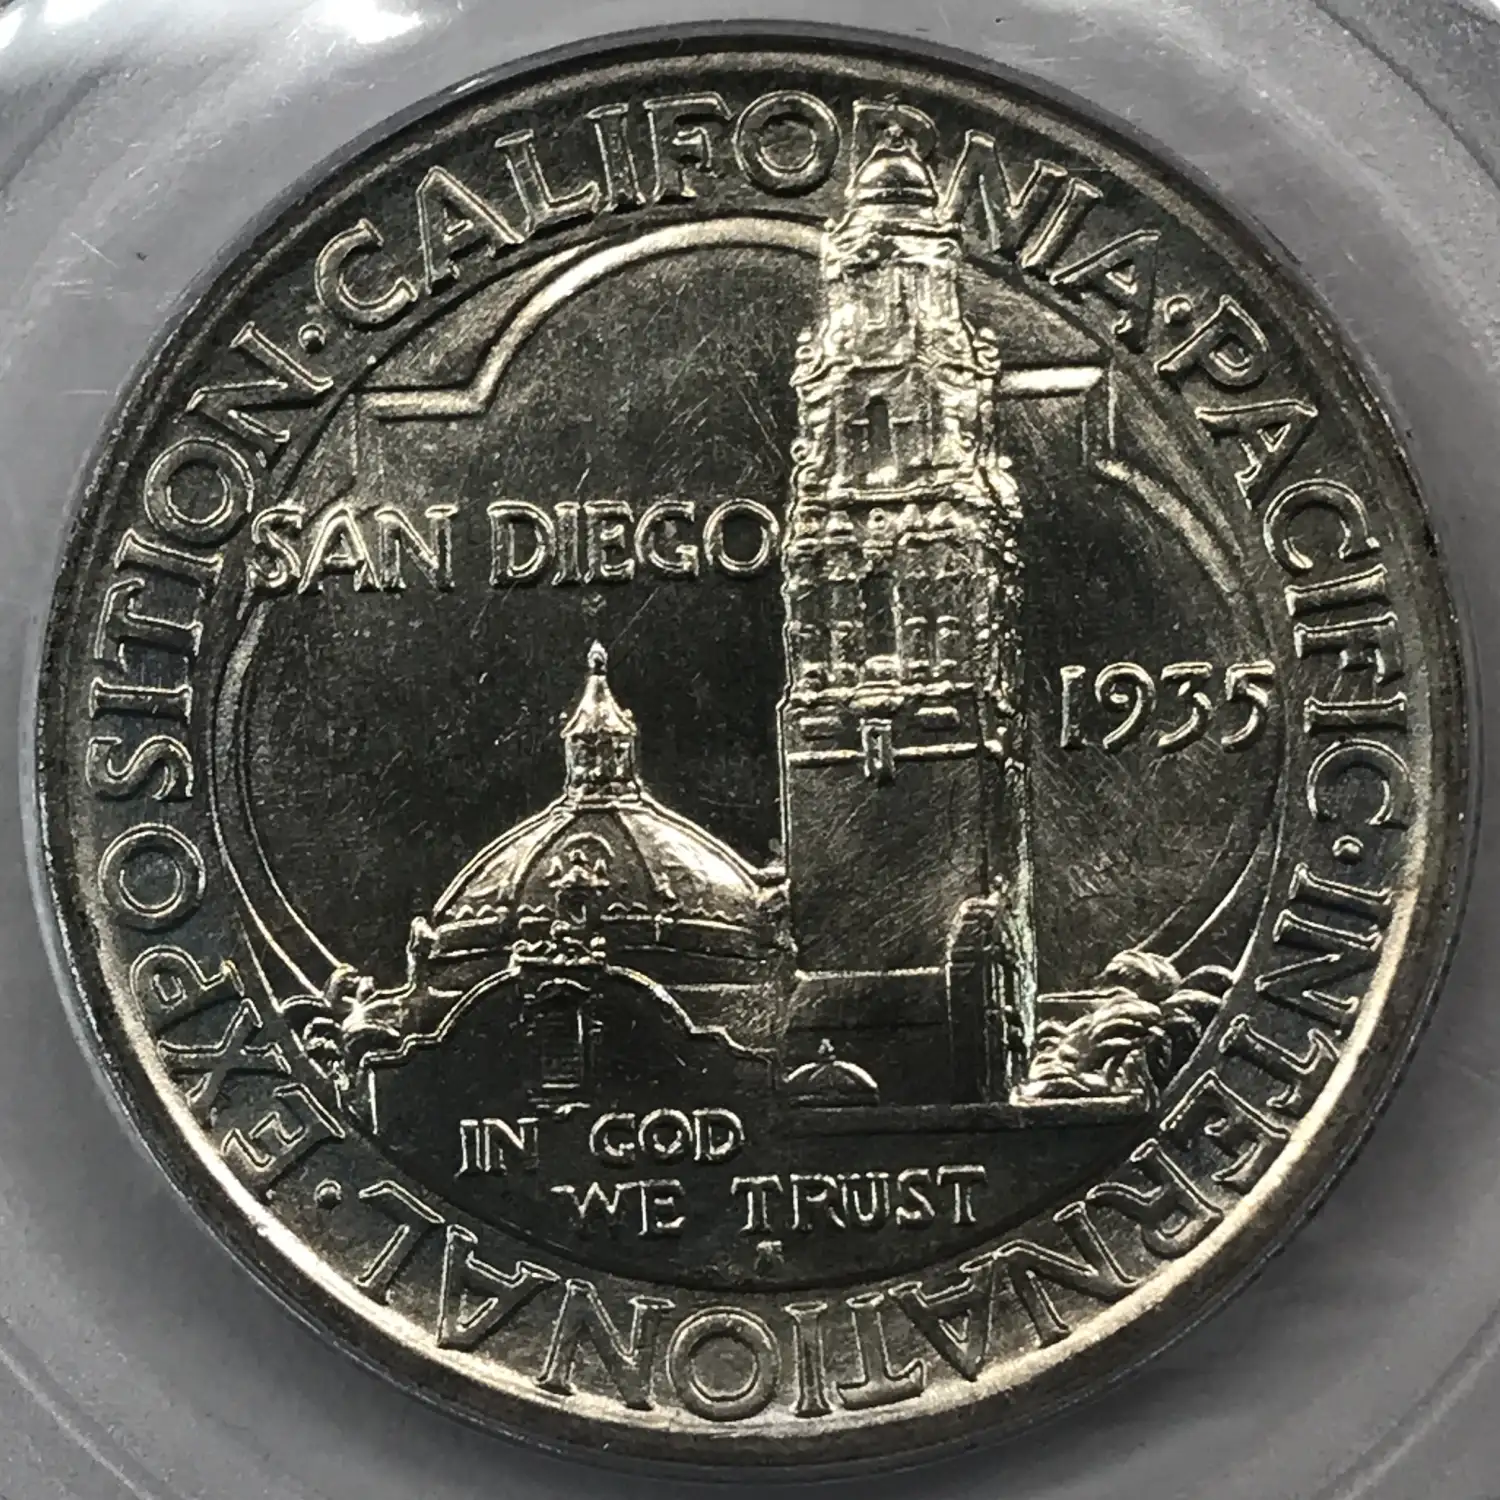 CALIFORNIA · PACIFIC · INTERNATIONAL · EXPOSITION ·
SAN DIEGO
1935
IN GOD
WE TRUST